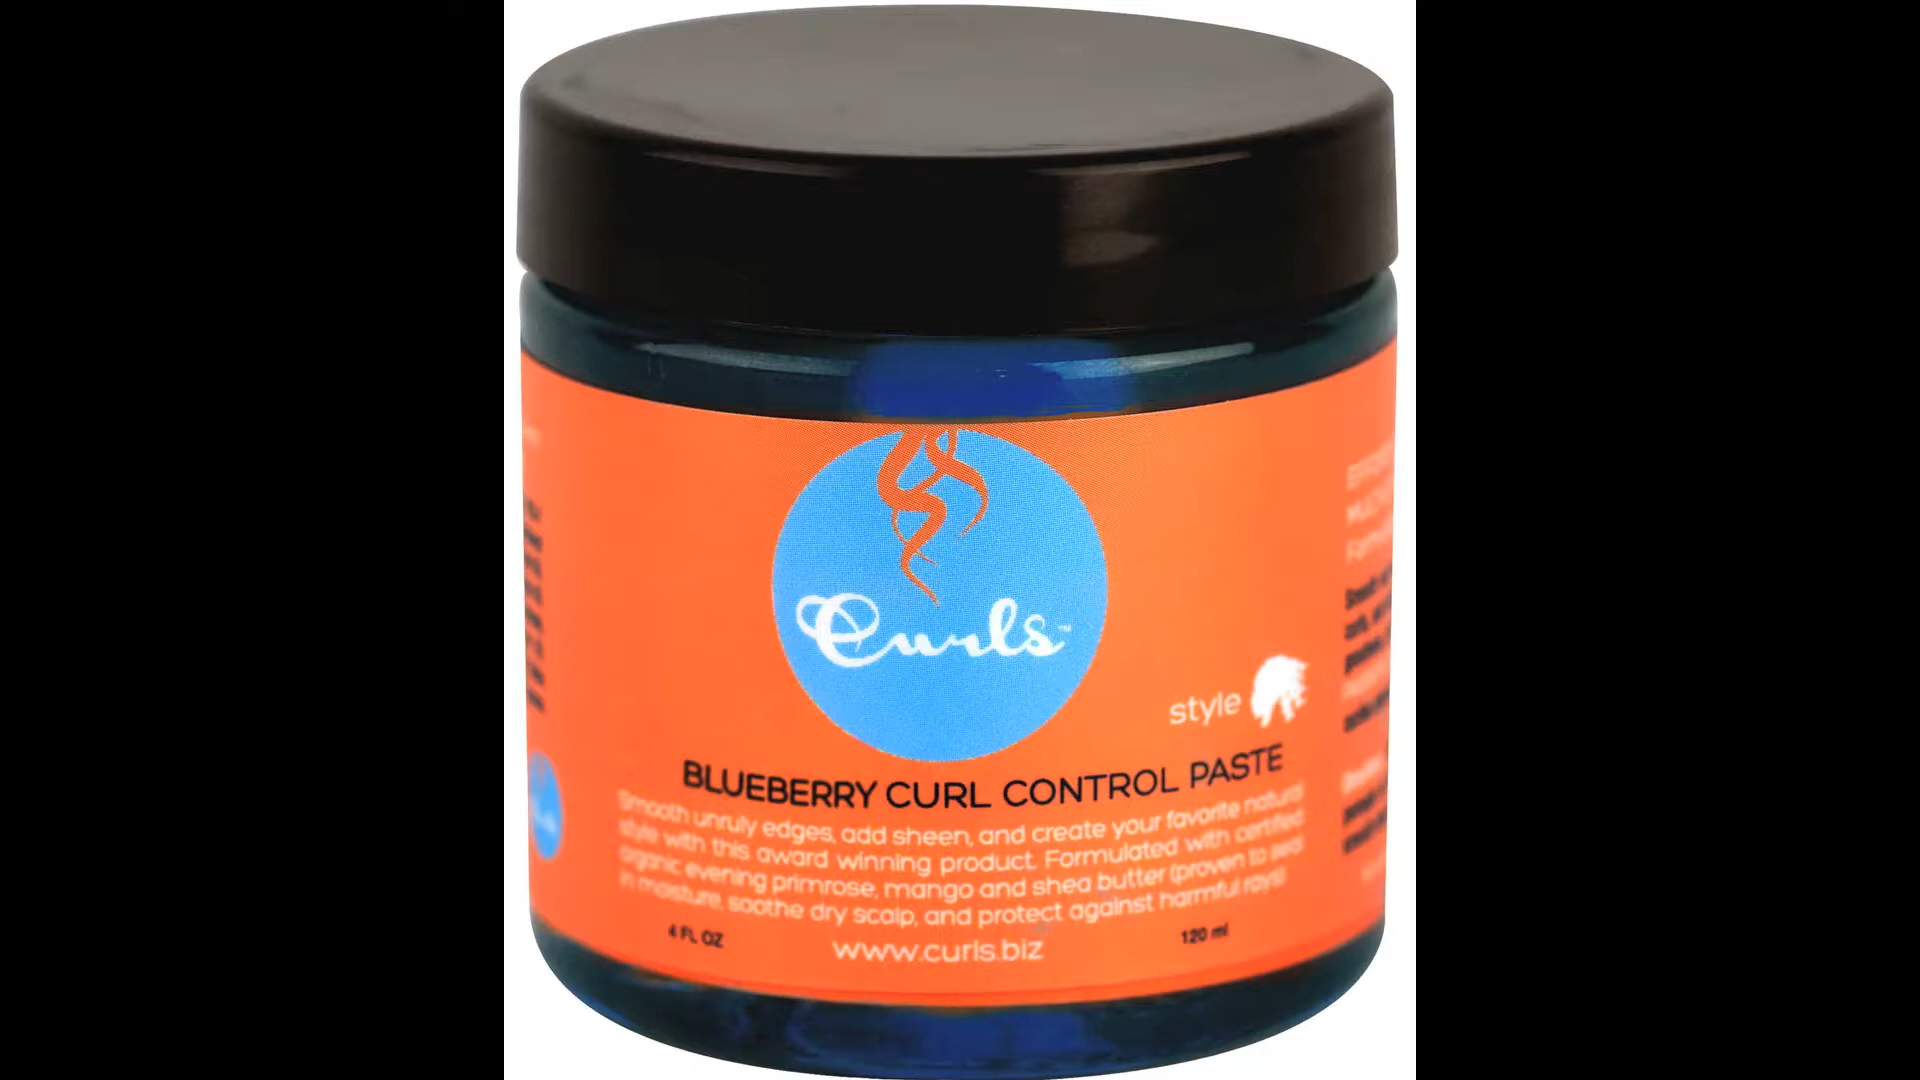 Curls™
style
BLUEBERRY CURL CONTROL PASTE
Smooth unruly edges, add sheen, and create your favorite natural
style with this award winning product. Formulated with certified
organic evening primrose, mango and shea butter (proven to seal
in moisture, soothe dry scalp, and protect against harmful rays)
4 FL OZ
120 ml
www.curls.biz